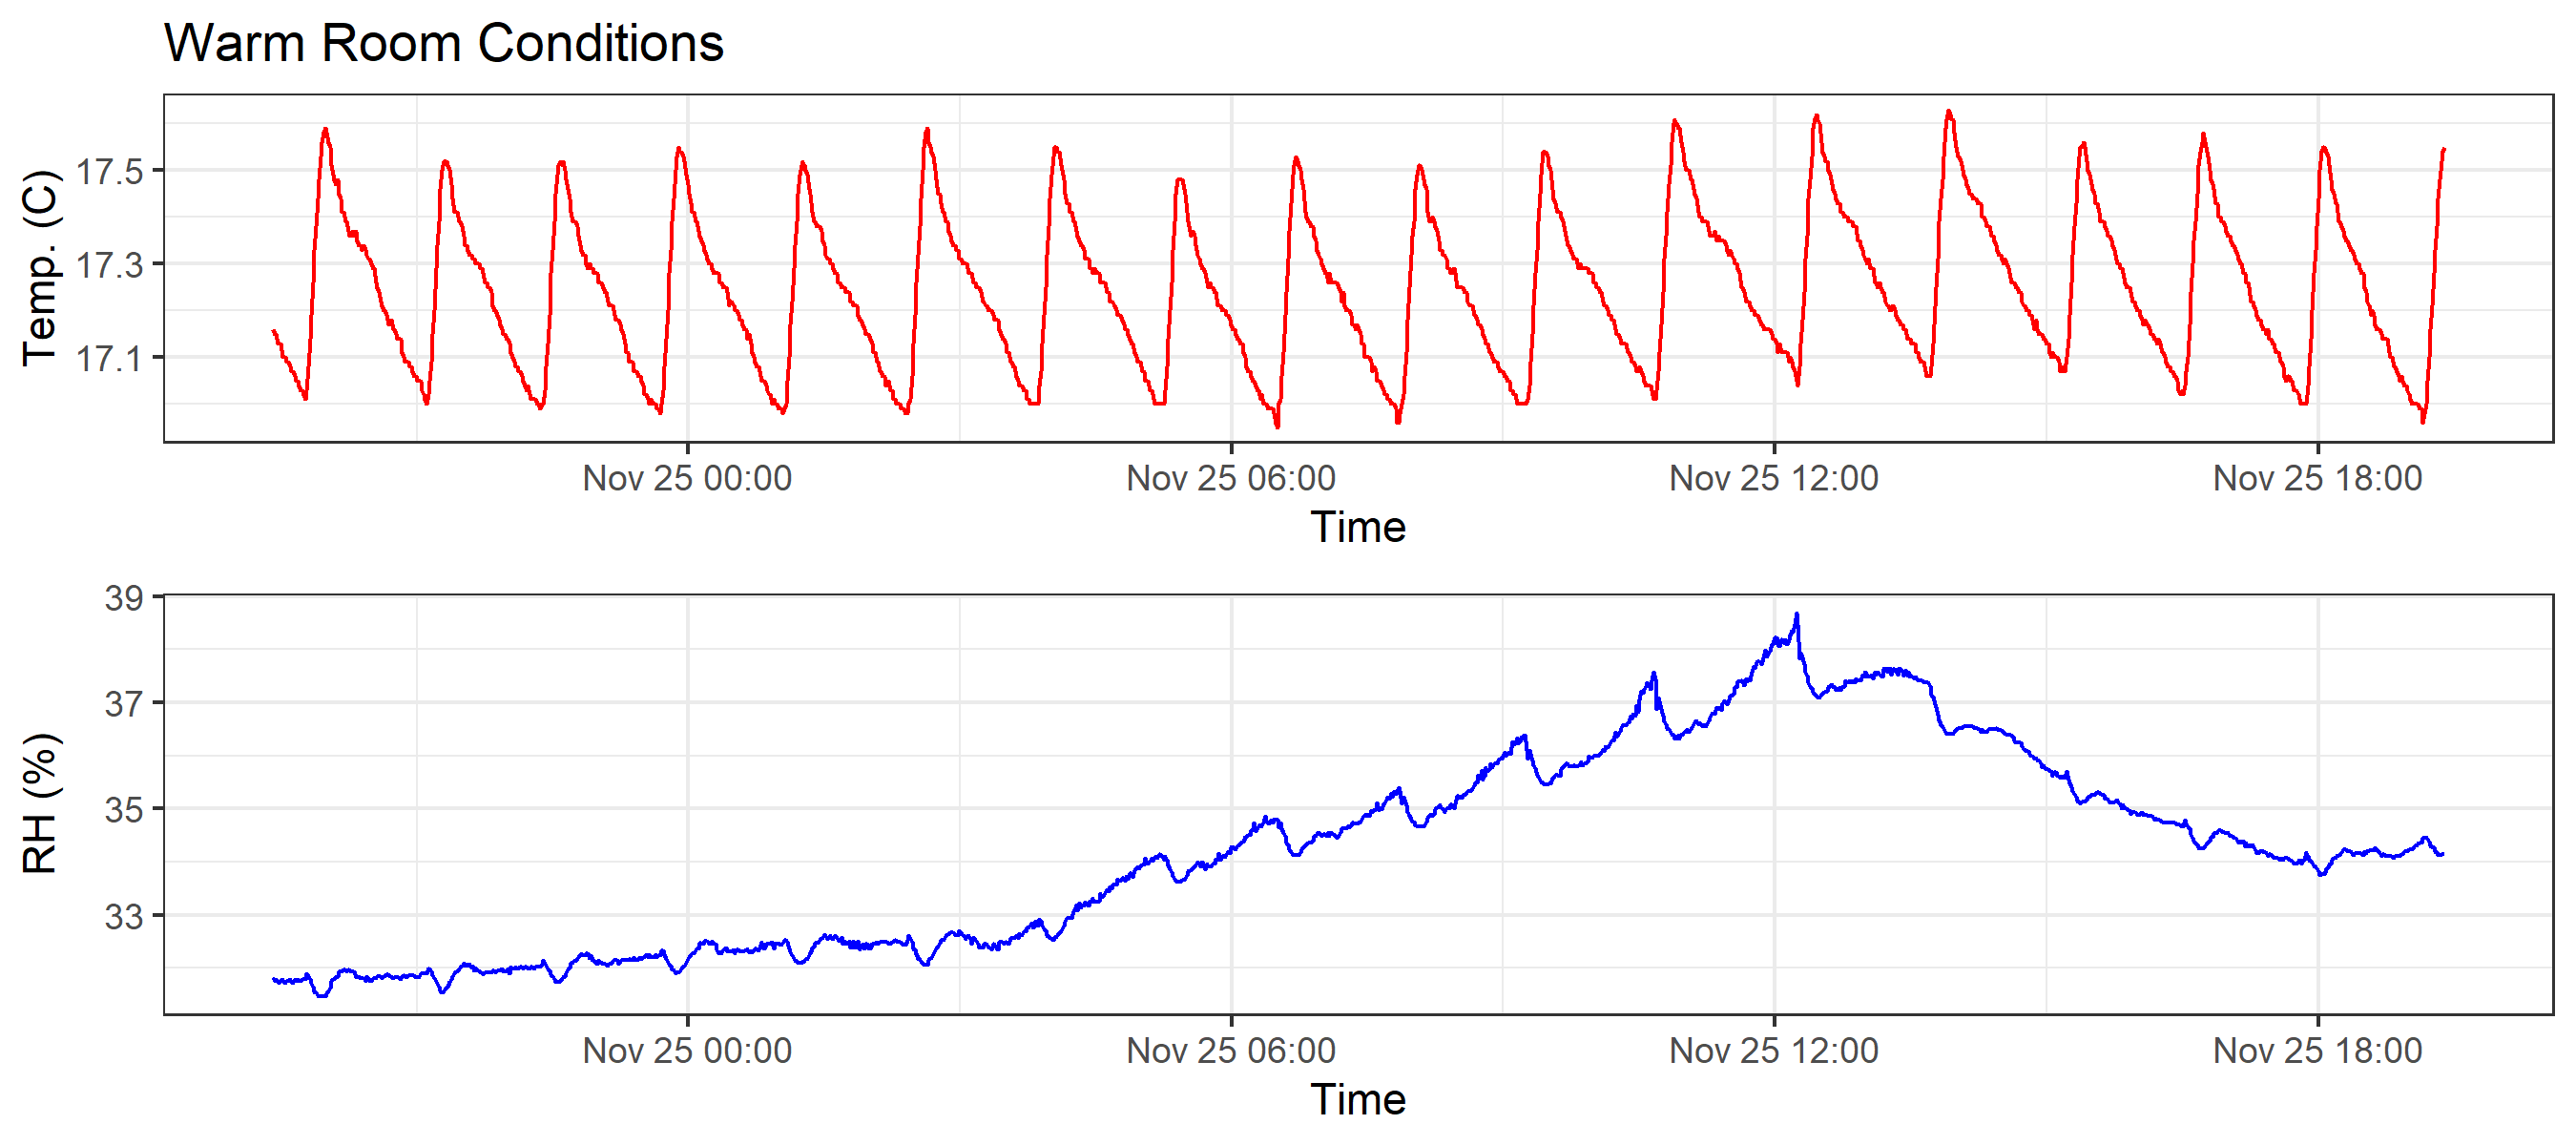 Warm Room Conditions
Temp. (C)
17.5
17.3
17.1
Nov 25 00:00 Nov 25 06:00 Nov 25 12:00 Nov 25 18:00
Time
RH (%)
39
37
35
33
Nov 25 00:00 Nov 25 06:00 Nov 25 12:00 Nov 25 18:00
Time